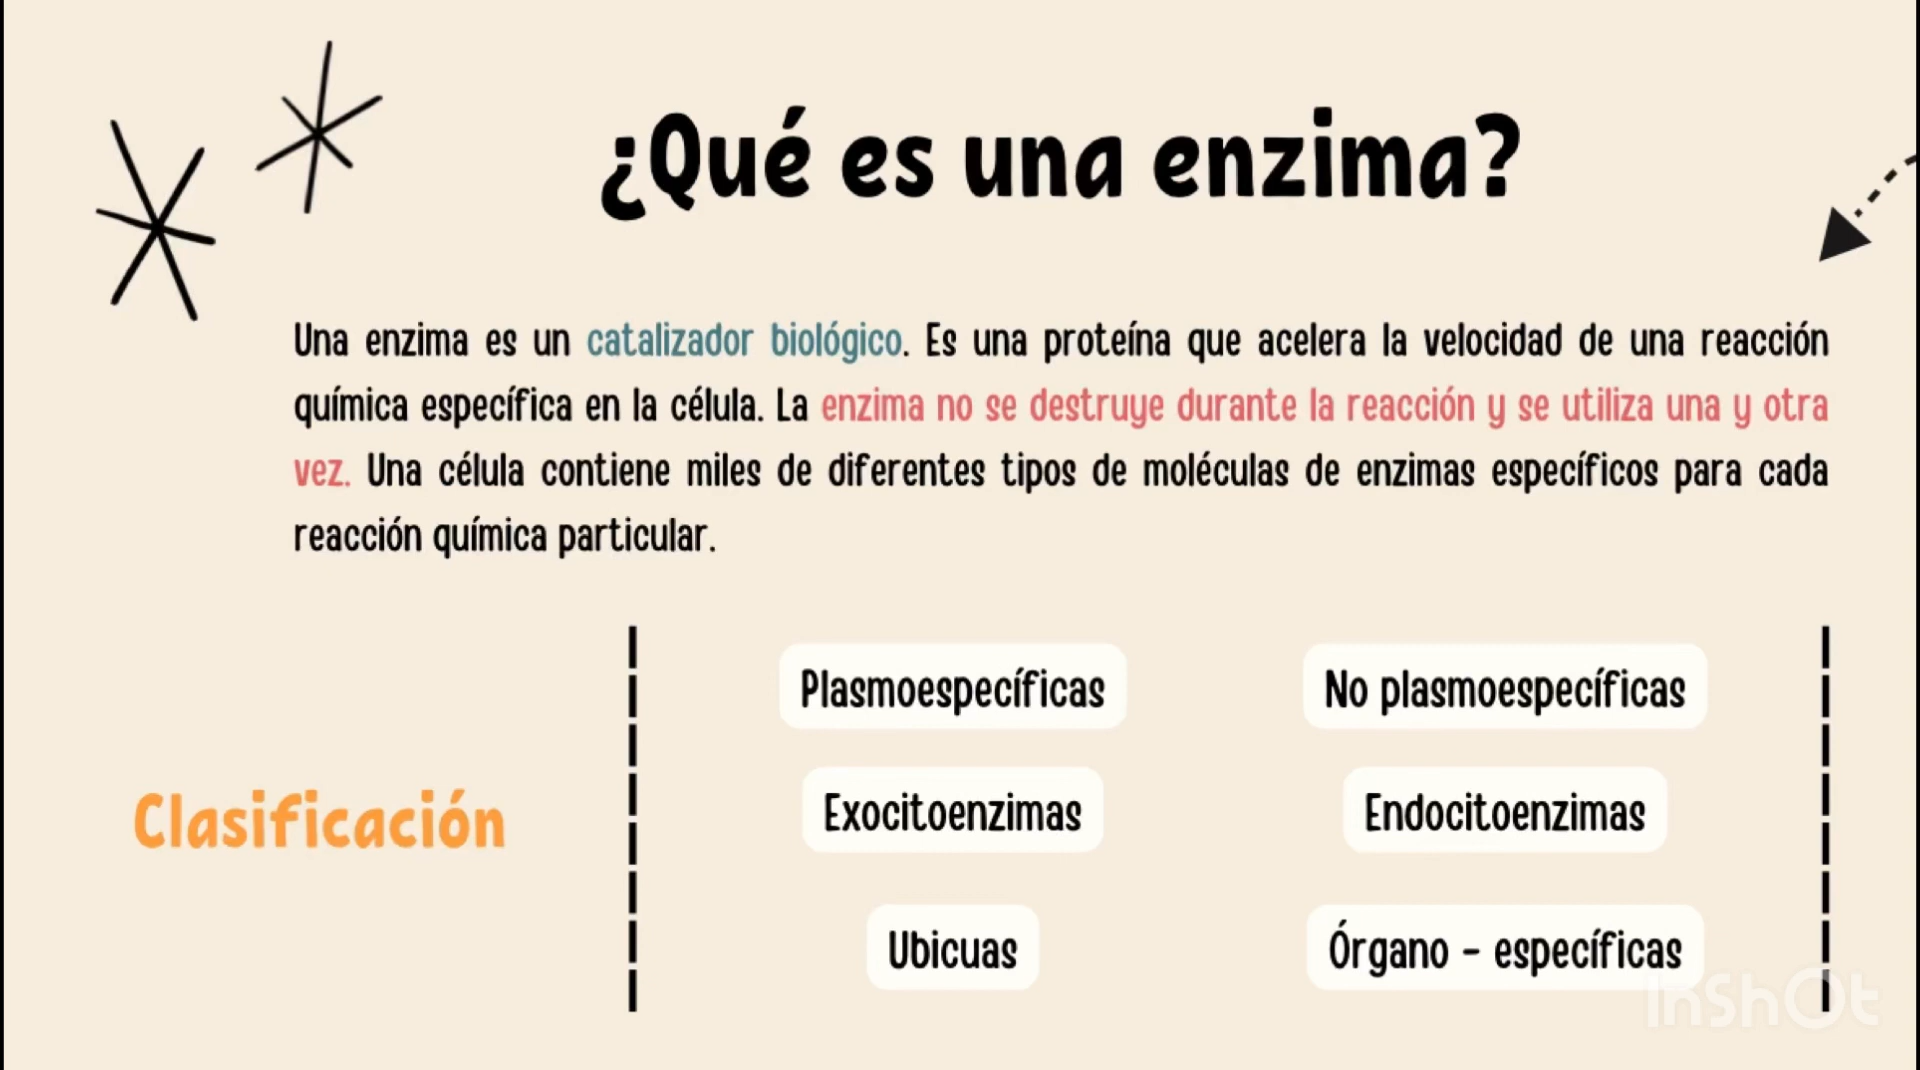 ¿Qué es una enzima?
Una enzima es un catalizador biológico. Es una proteína que acelera la velocidad de una reacción
química específica en la célula. La enzima no se destruye durante la reacción y se utiliza una y otra
vez. Una célula contiene miles de diferentes tipos de moléculas de enzimas específicos para cada
reacción química particular.
Clasificación
Plasmoespecíficas
No plasmoespecíficas
Exocitoenzimas
Endocitoenzimas
Ubicuas
Órgano - específicas
InShOt